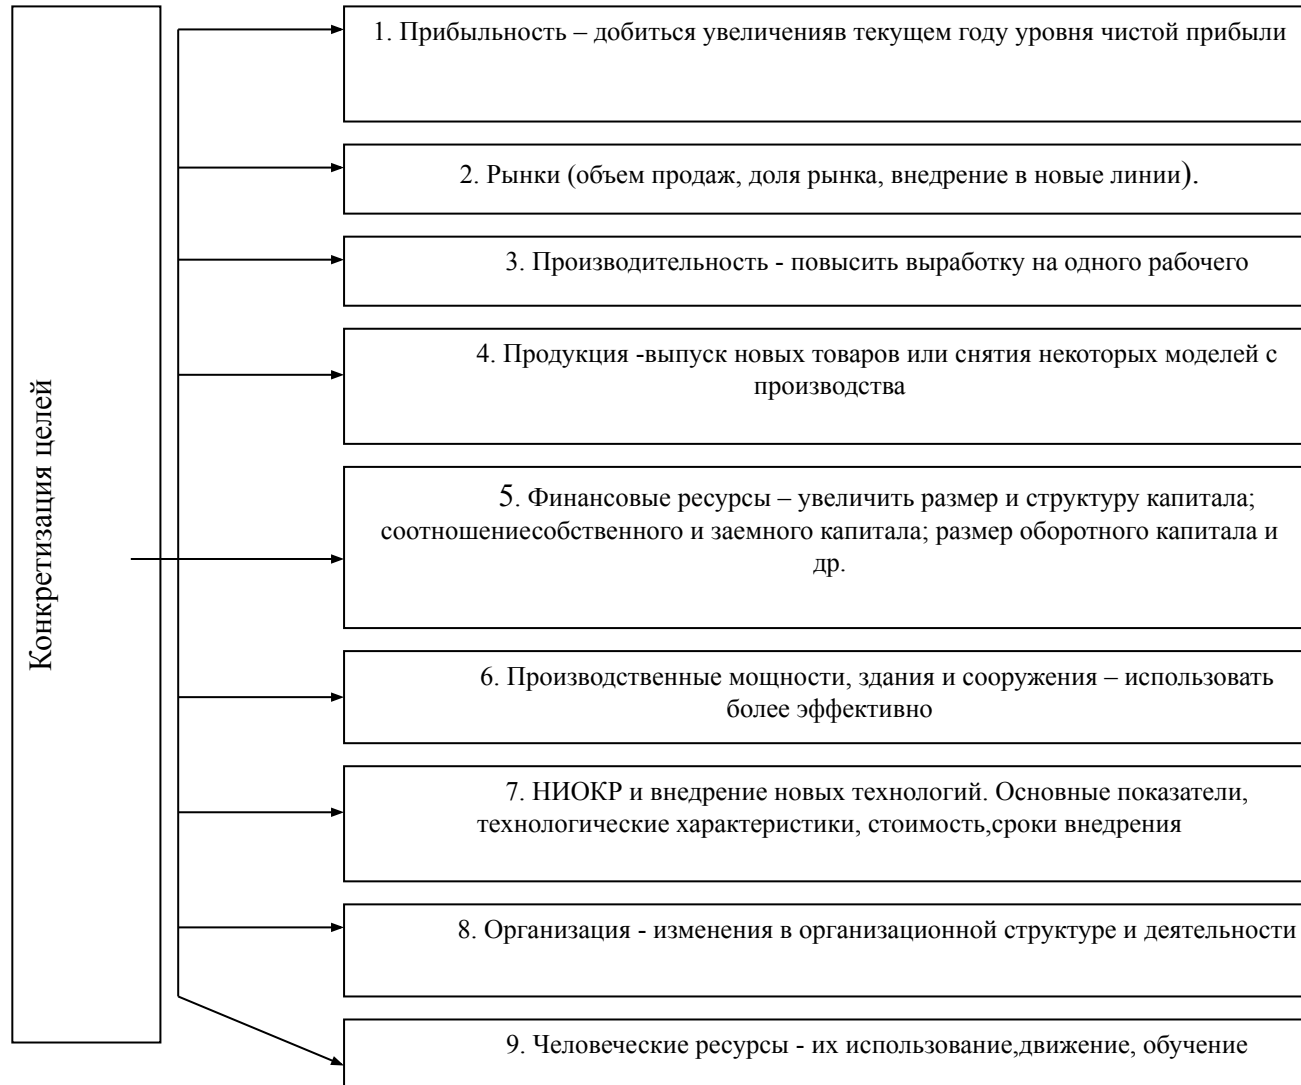 Конкретизация целей
1. Прибыльность – добиться увеличенияв текущем году уровня чистой прибыли
2. Рынки (объем продаж, доля рынка, внедрение в новые линии).
3. Производительность - повысить выработку на одного рабочего
4. Продукция -выпуск новых товаров или снятия некоторых моделей с
производства
5. Финансовые ресурсы – увеличить размер и структуру капитала;
соотношениесобственного и заемного капитала; размер оборотного капитала и
др.
6. Производственные мощности, здания и сооружения – использовать
более эффективно
7. НИОКР и внедрение новых технологий. Основные показатели,
технологические характеристики, стоимость,сроки внедрения
8. Организация - изменения в организационной структуре и деятельности
9. Человеческие ресурсы - их использование,движение, обучение